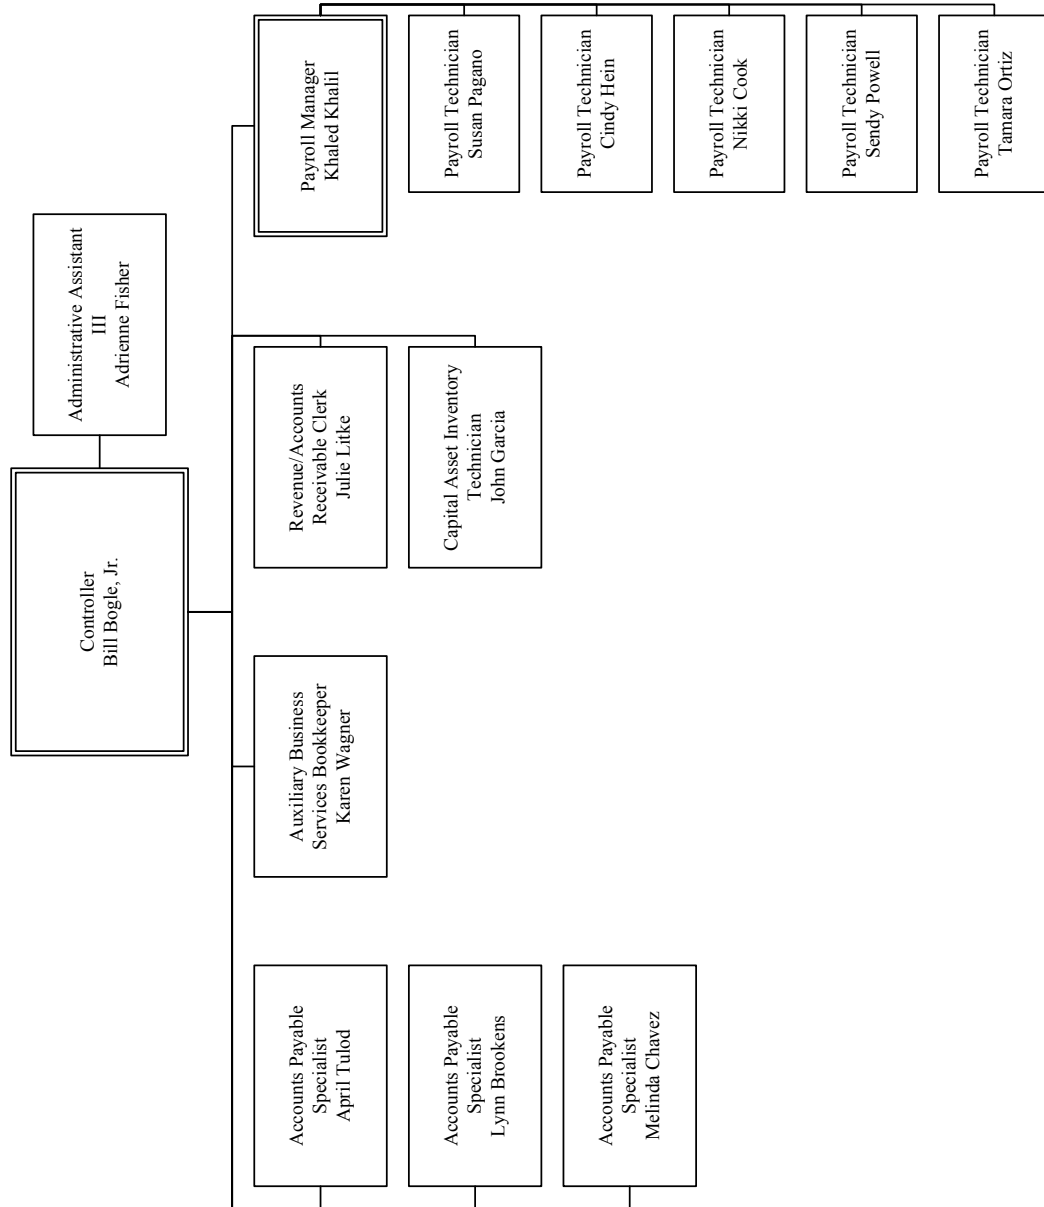 Controller
Bill Bogle, Jr.
Administrative Assistant
III
Adrienne Fisher
Accounts Payable
Specialist
April Tulod
Accounts Payable
Specialist
Lynn Brookens
Accounts Payable
Specialist
Melinda Chavez
Auxiliary Business
Services Bookkeeper
Karen Wagner
Revenue/Accounts
Receivable Clerk
Julie Litke
Capital Asset Inventory
Technician
John Garcia
Payroll Manager
Khaled Khalil
Payroll Technician
Susan Pagano
Payroll Technician
Cindy Hein
Payroll Technician
Nikki Cook
Payroll Technician
Sendy Powell
Payroll Technician
Tamara Ortiz